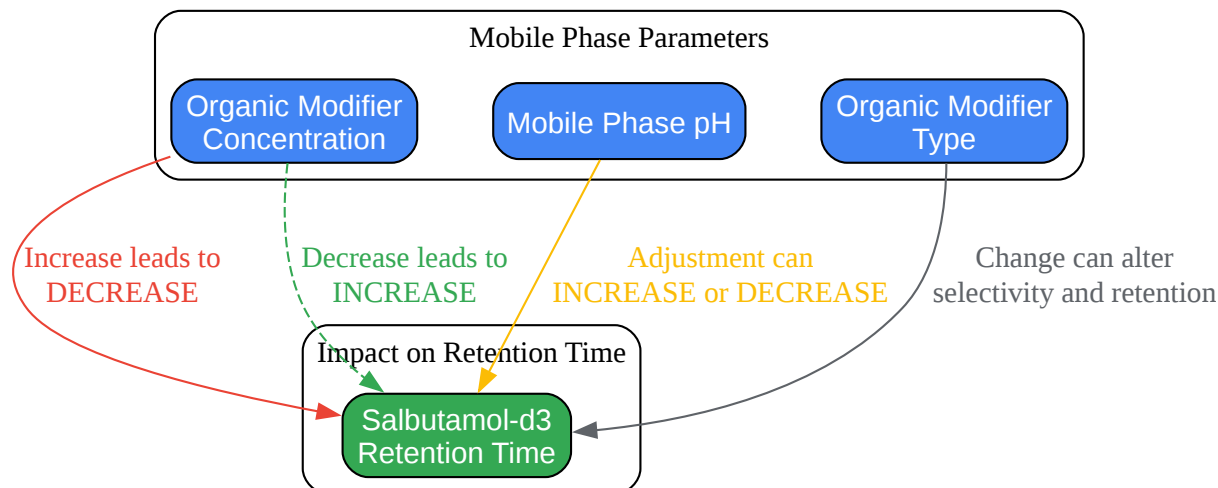 Mobile Phase Parameters
Organic Modifier
Concentration
Mobile Phase pH
Organic Modifier
Type
Increase leads to
DECREASE
Decrease leads to
INCREASE
Adjustment can
INCREASE or DECREASE
Change can alter
selectivity and retention
Impact on Retention Time
Salbutamol-d3
Retention Time